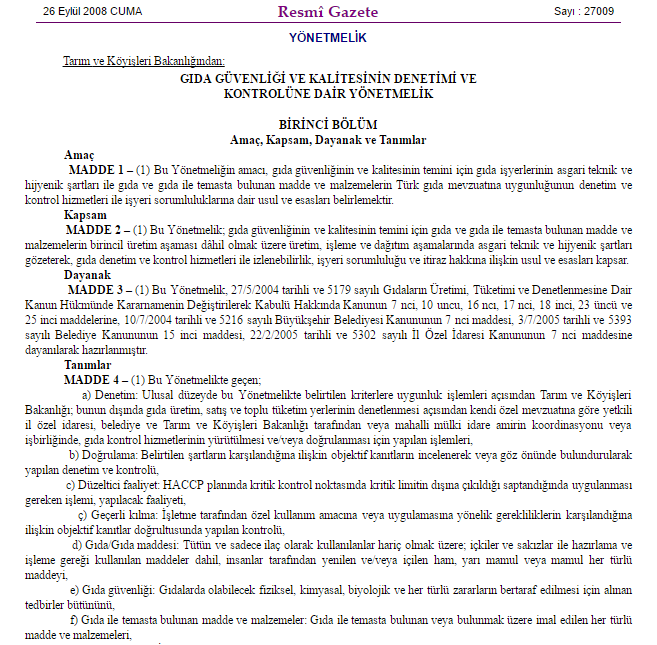 26 Eylül 2008 CUMA Resmî Gazete Sayı : 27009
YÖNETMELİK
Tarım ve Köyişleri Bakanlığından:
GIDA GÜVENLİĞİ VE KALİTESİNİN DENETİMİ VE
KONTROLÜNE DAİR YÖNETMELİK
BİRİNCİ BÖLÜM
Amaç, Kapsam, Dayanak ve Tanımlar
Amaç
MADDE 1 – (1) Bu Yönetmeliğin amacı, gıda güvenliğinin ve kalitesinin temini için gıda işyerlerinin asgari teknik ve
hijyenik şartları ile gıda ve gıda ile temasta bulunan madde ve malzemelerin Türk gıda mevzuatına uygunluğunun denetim ve
kontrol hizmetleri ile işyeri sorumluluklarına dair usul ve esasları belirlemektir.
Kapsam
MADDE 2 – (1) Bu Yönetmelik; gıda güvenliğinin ve kalitesinin temini için gıda ve gıda ile temasta bulunan madde ve
malzemelerin birincil üretim aşaması dâhil olmak üzere üretim, işleme ve dağıtım aşamalarında asgari teknik ve hijyenik şartları
gözeterek, gıda denetim ve kontrol hizmetleri ile izlenebilirlik, işyeri sorumluluğu ve itiraz hakkına ilişkin usul ve esasları kapsar.
Dayanak
MADDE 3 – (1) Bu Yönetmelik, 27/5/2004 tarihli ve 5179 sayılı Gıdaların Üretimi, Tüketimi ve Denetlenmesine Dair
Kanun Hükmünde Kararnamenin Değiştirilerek Kabulü Hakkında Kanunun 7 nci, 10 uncu, 16 ncı, 17 nci, 18 inci, 23 üncü ve
25 inci maddelerine, 10/7/2004 tarihli ve 5216 sayılı Büyükşehir Belediyesi Kanununun 7 nci maddesi, 3/7/2005 tarihli ve 5393
sayılı Belediye Kanununun 15 inci maddesi, 22/2/2005 tarihli ve 5302 sayılı İl Özel İdaresi Kanununun 7 nci maddesine
dayanılarak hazırlanmıştır.
Tanımlar
MADDE 4 – (1) Bu Yönetmelikte geçen;
a) Denetim: Ulusal düzeyde bu Yönetmelikte belirtilen kriterlere uygunluk işlemleri açısından Tarım ve Köyişleri
Bakanlığı; bunun dışında gıda üretim, satış ve toplu tüketim yerlerinin denetlenmesi açısından kendi özel mevzuatına göre yetkili
il özel idaresi, belediye ve Tarım ve Köyişleri Bakanlığı tarafından veya mahalli mülki idare amirin koordinasyonu veya
işbirliğinde, gıda kontrol hizmetlerinin yürütülmesi ve/veya doğrulanması için yapılan işlemleri,
b) Doğrulama: Belirtilen şartların karşılandığına ilişkin objektif kanıtların incelenerek veya göz önünde bulundurularak
yapılan denetim ve kontrolü,
c) Düzeltici faaliyet: HACCP planında kritik kontrol noktasında kritik limitin dışına çıkıldığı saptandığında uygulanması
gereken işlemi, yapılacak faaliyeti,
ç) Geçerli kılma: İşletme tarafından özel kullanım amacına veya uygulamasına yönelik gerekliliklerin karşılandığına
ilişkin objektif kanıtlar doğrultusunda yapılan kontrolü,
d) Gıda/Gıda maddesi: Tütün ve sadece ilaç olarak kullanılanlar hariç olmak üzere; içkiler ve sakızlar ile hazırlama ve
işleme gereği kullanılan maddeler dahil, insanlar tarafından yenilen ve/veya içilen ham, yarı mamul veya mamul her türlü
maddeyi,
e) Gıda güvenliği: Gıdalarda olabilecek fiziksel, kimyasal, biyolojik ve her türlü zararların bertaraf edilmesi için alınan
tedbirler bütününü,
f) Gıda ile temasta bulunan madde ve malzemeler: Gıda ile temasta bulunan veya bulunmak üzere imal edilen her türlü
madde ve malzemeleri,